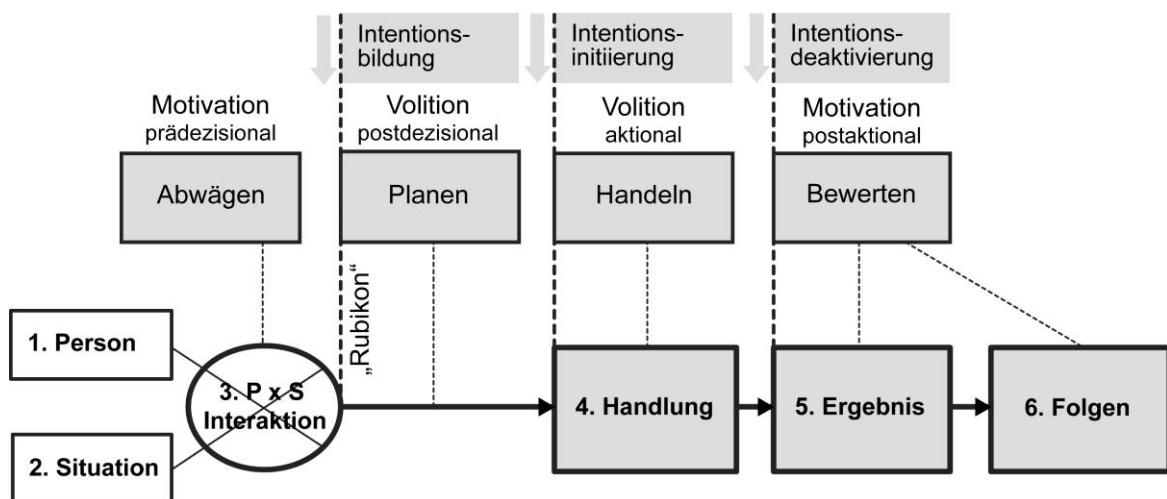 Intentions-
bildung
Intentions-
initiierung
Intentions-
deaktivierung
Motivation
prädezisional
Volition
postdezisional
Volition
aktional
Motivation
postaktional
Abwägen
Planen
Handeln
Bewerten
„Rubikon“
1. Person
2. Situation
3. P x S
Interaktion
4. Handlung
5. Ergebnis
6. Folgen